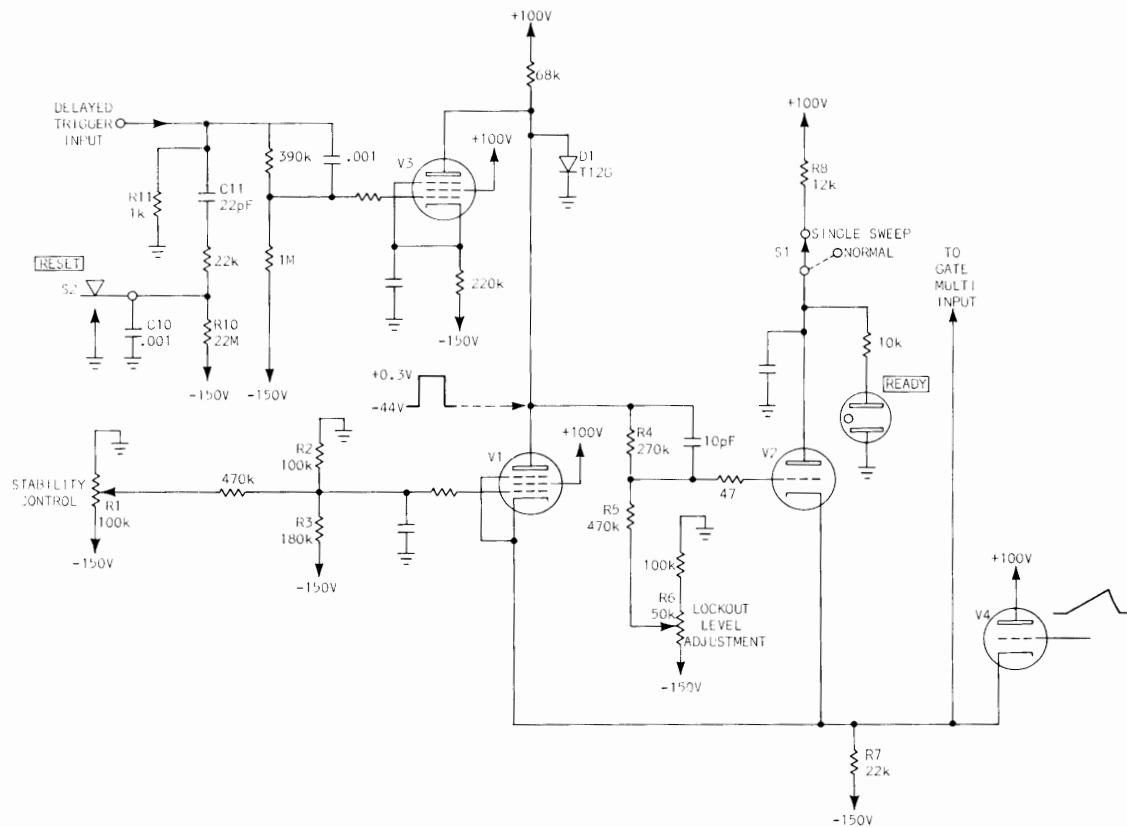 +100V
68k
DELAYED
TRIGGER
INPUT
+100V
+100V
390k
.001
V3
D1
T12G
R8
12k
R11
1k
C11
22pF
SINGLE SWEEP
S1
NORMAL
TO
GATE
MULTI
INPUT
RESET
S2
22k
1M
220k
C10
.001
R10
22M
-150V
-150V
-150V
10k
READY
+0.3V
-44V
+100V
R2
100k
V1
R4
270k
10pF
V2
STABILITY
CONTROL
R1
100k
470k
47
R3
180k
R5
470k
-150V
-150V
100k
+100V
R6
50k
LOCKOUT
LEVEL
ADJUSTMENT
V4
-150V
R7
22k
-150V